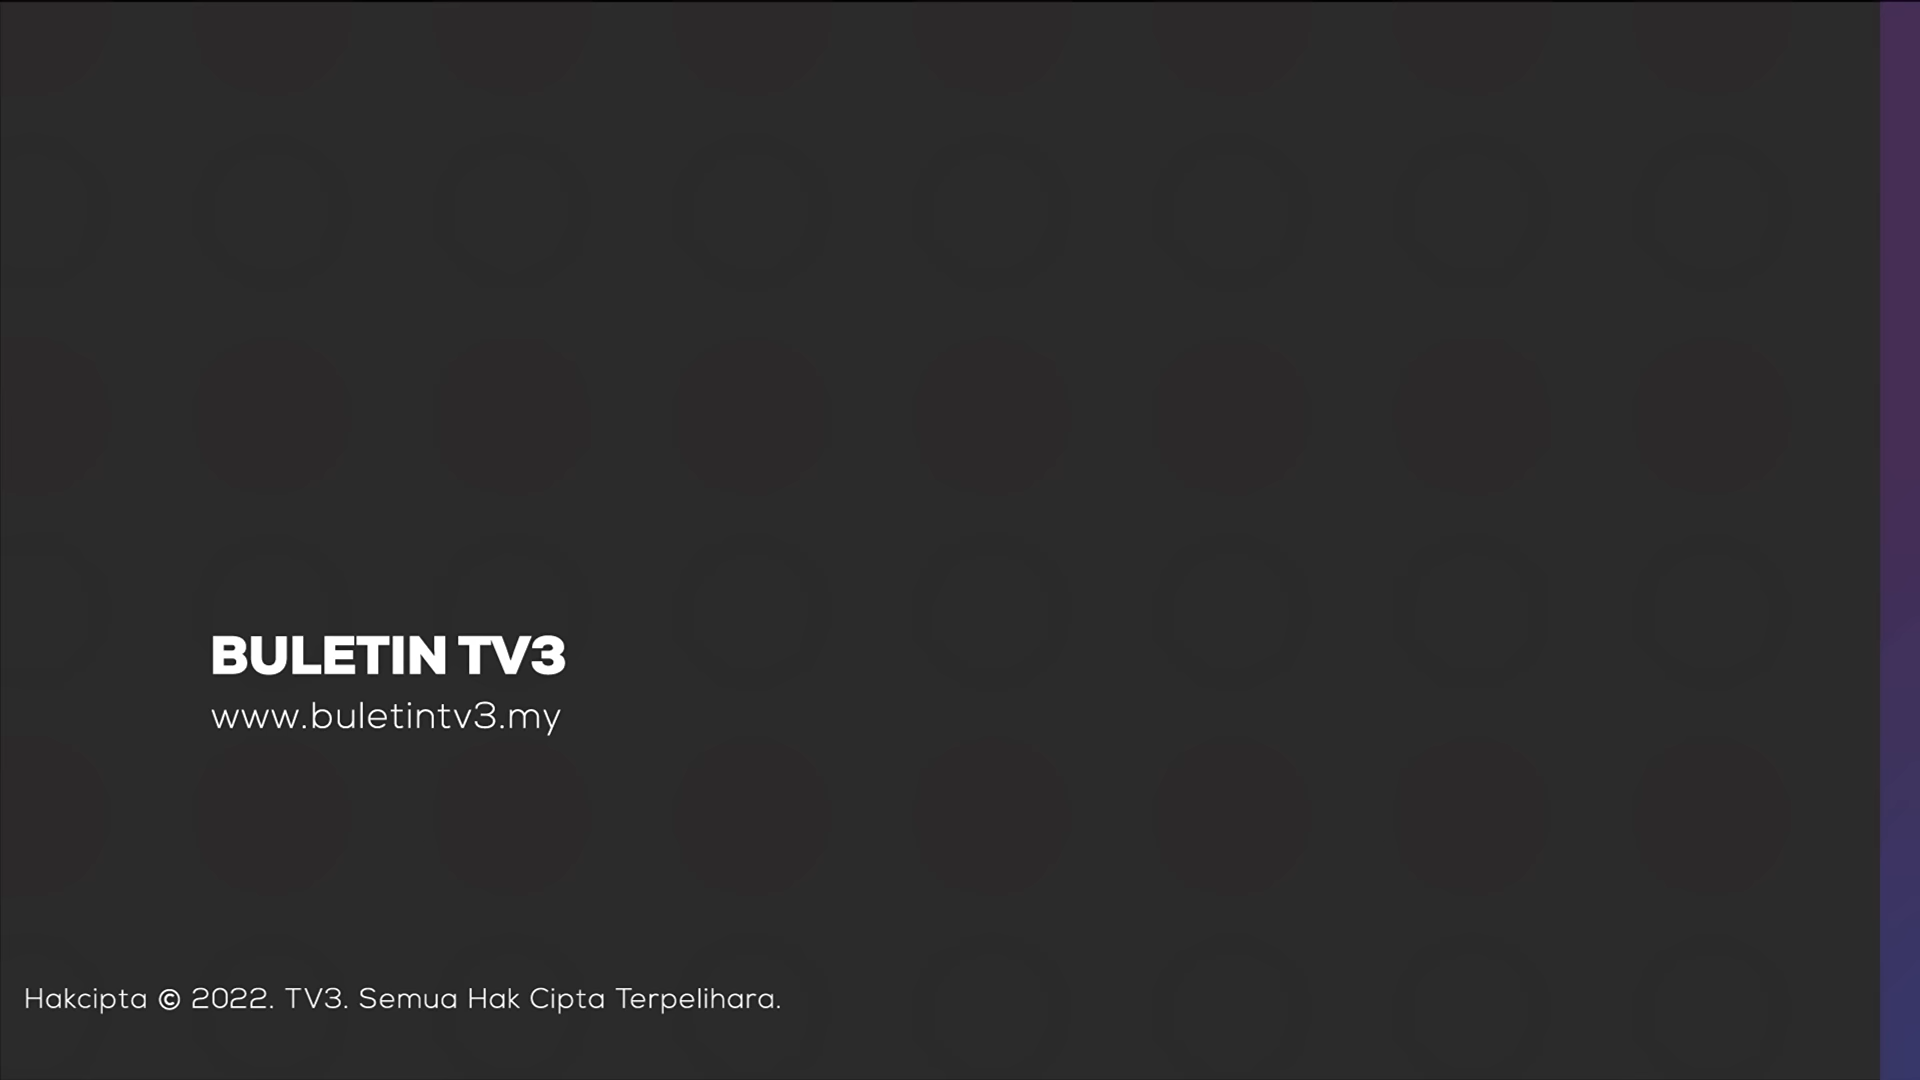 BULETIN TV3
www.buletintv3.my
Hakcipta © 2022. TV3. Semua Hak Cipta Terpelihara.